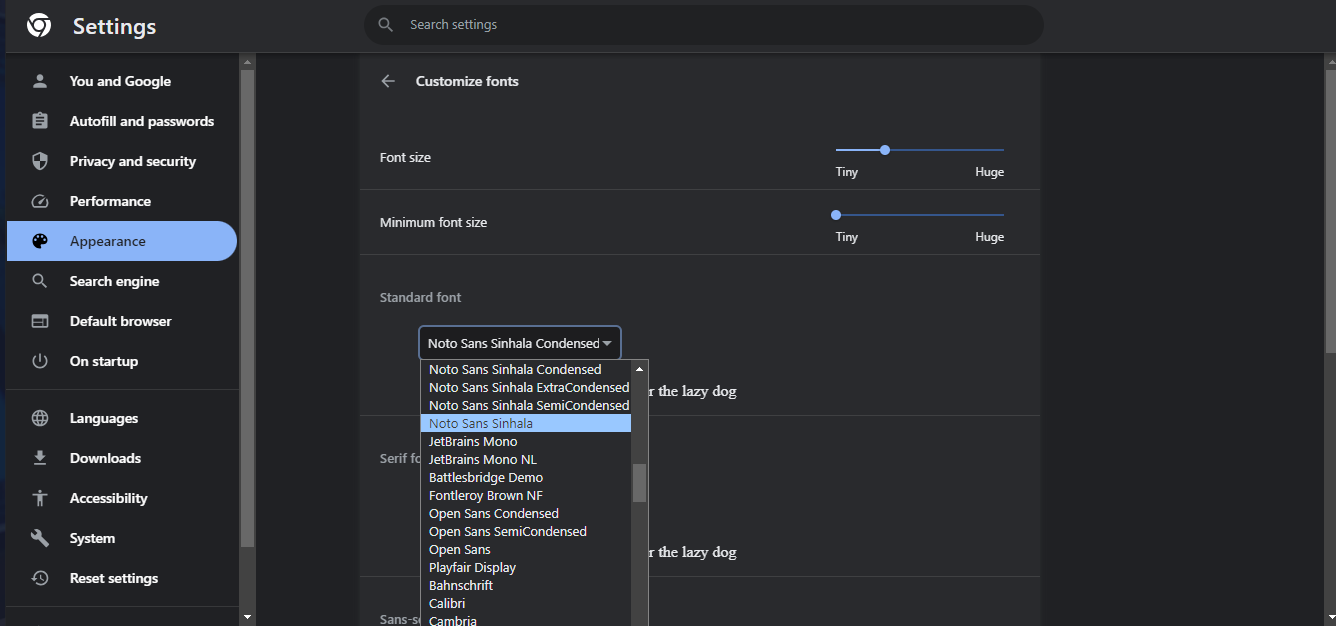 Settings
Search settings
You and Google
Autofill and passwords
Privacy and security
Performance
Appearance
Search engine
Default browser
On startup
Languages
Downloads
Accessibility
System
Reset settings
Customize fonts
Font size
Tiny Huge
Minimum font size
Tiny Huge
Standard font
Noto Sans Sinhala Condensed
Noto Sans Sinhala Condensed
Noto Sans Sinhala ExtraCondensed
r the lazy dog
Noto Sans Sinhala SemiCondensed
Noto Sans Sinhala
JetBrains Mono
Serif fo
JetBrains Mono NL
Battlesbridge Demo
Fontleroy Brown NF
Open Sans Condensed
Open Sans SemiCondensed
Open Sans
r the lazy dog
Playfair Display
Bahnschrift
Calibri
Sans-s
Cambria